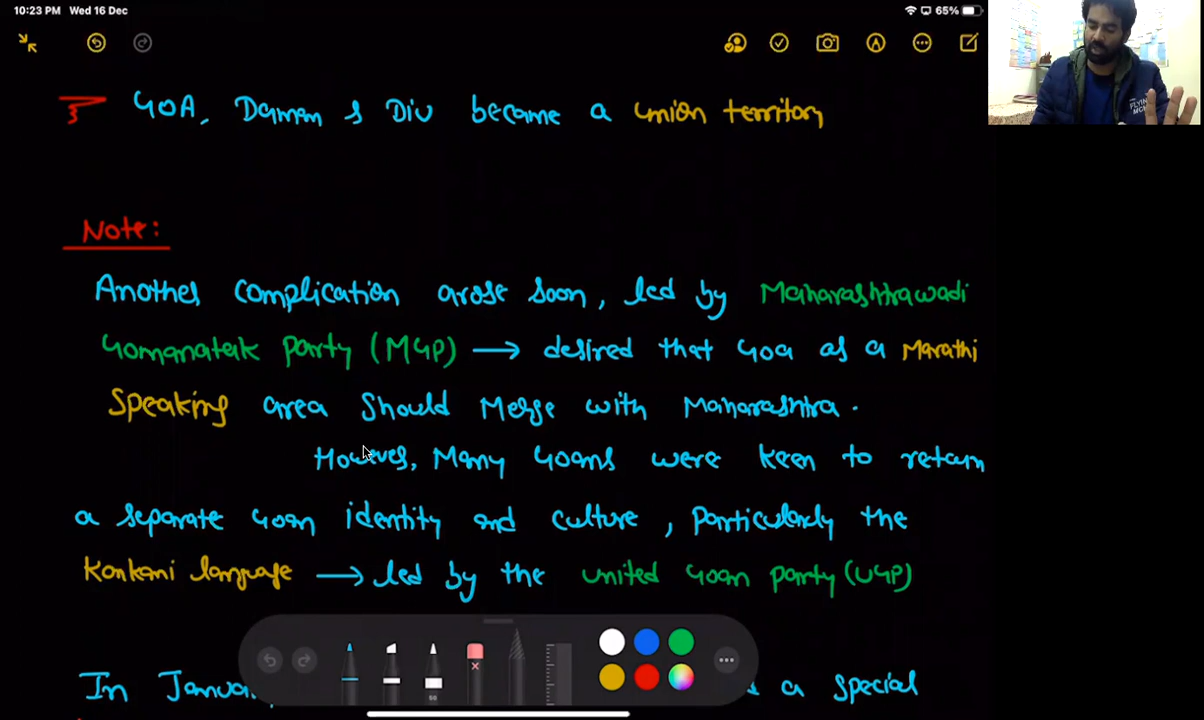 10:23 PM Wed 16 Dec
65%
GOA, Daman & Diu became a union territory
Note:
Another complication arose soon, led by Maharashtrawadi
Gomanatak party (MGP) → desired that Goa as a Marathi
Speaking area Should Merge with Maharashtra.
However, Many Goans were keen to retain
a separate Goan identity and culture, particularly the
Konkani language → led by the united Goan party (UGP)
In a special